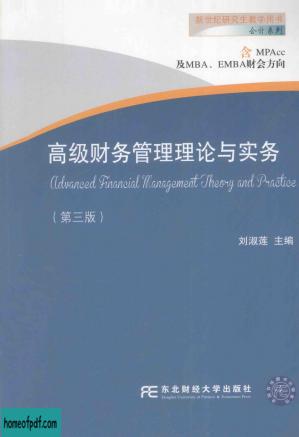 新世纪研究生教学用书
会计系列
含 MPAcc
及MBA、EMBA财会方向
高级财务管理理论与实务
Advanced Financial Management Theory and Practice
(第三版)
刘淑莲 主编
东北财经大学出版社
Dongbei University of Finance & Economics Press
homeofpdf.com